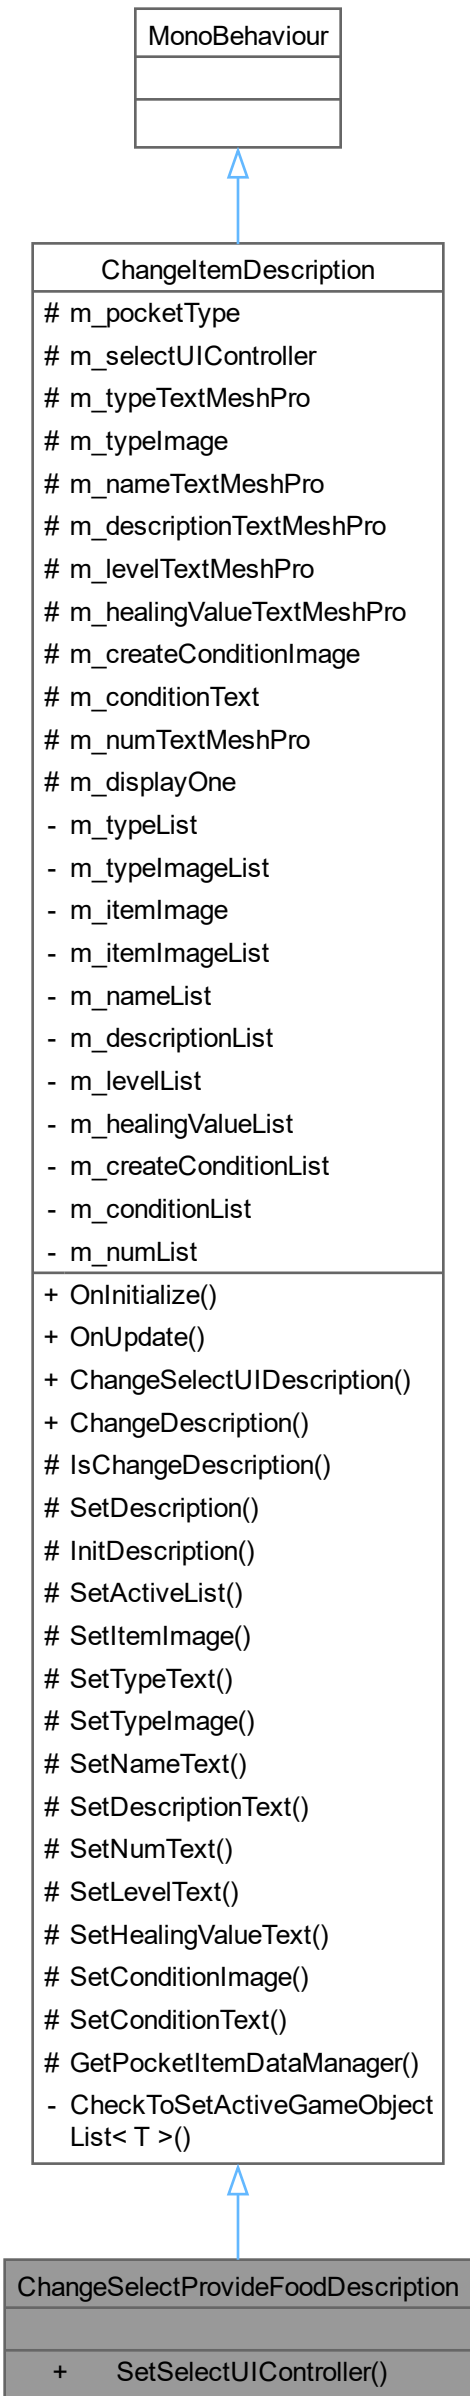 MonoBehaviour
ChangeItemDescription
# m_pocketType
# m_selectUIController
# m_typeTextMeshPro
# m_typeImage
# m_nameTextMeshPro
# m_descriptionTextMeshPro
# m_levelTextMeshPro
# m_healingValueTextMeshPro
# m_createConditionImage
# m_conditionText
# m_numTextMeshPro
# m_displayOne
- m_typeList
- m_typeImageList
- m_itemImage
- m_itemImageList
- m_nameList
- m_descriptionList
- m_levelList
- m_healingValueList
- m_createConditionList
- m_conditionList
- m_numList
+ OnInitialize()
+ OnUpdate()
+ ChangeSelectUIDescription()
+ ChangeDescription()
# IsChangeDescription()
# SetDescription()
# InitDescription()
# SetActiveList()
# SetItemImage()
# SetTypeText()
# SetTypeImage()
# SetNameText()
# SetDescriptionText()
# SetNumText()
# SetLevelText()
# SetHealingValueText()
# SetConditionImage()
# SetConditionText()
# GetPocketItemDataManager()
- CheckToSetActiveGameObject
List< T >()
ChangeSelectProvideFoodDescription
+ SetSelectUIController()